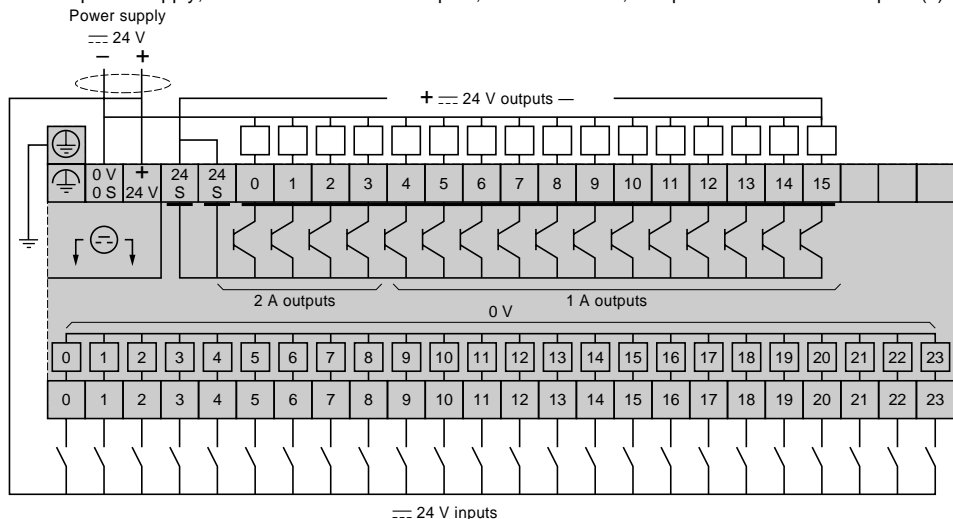 Power supply
24 V
– +
+ 24 V outputs —
0 V + 24 24
0 S 24 V S S 0 1 2 3 4 5 6 7 8 9 10 11 12 13 14 15
2 A outputs 1 A outputs
0 V
0 1 2 3 4 5 6 7 8 9 10 11 12 13 14 15 16 17 18 19 20 21 22 23
0 1 2 3 4 5 6 7 8 9 10 11 12 13 14 15 16 17 18 19 20 21 22 23
24 V inputs